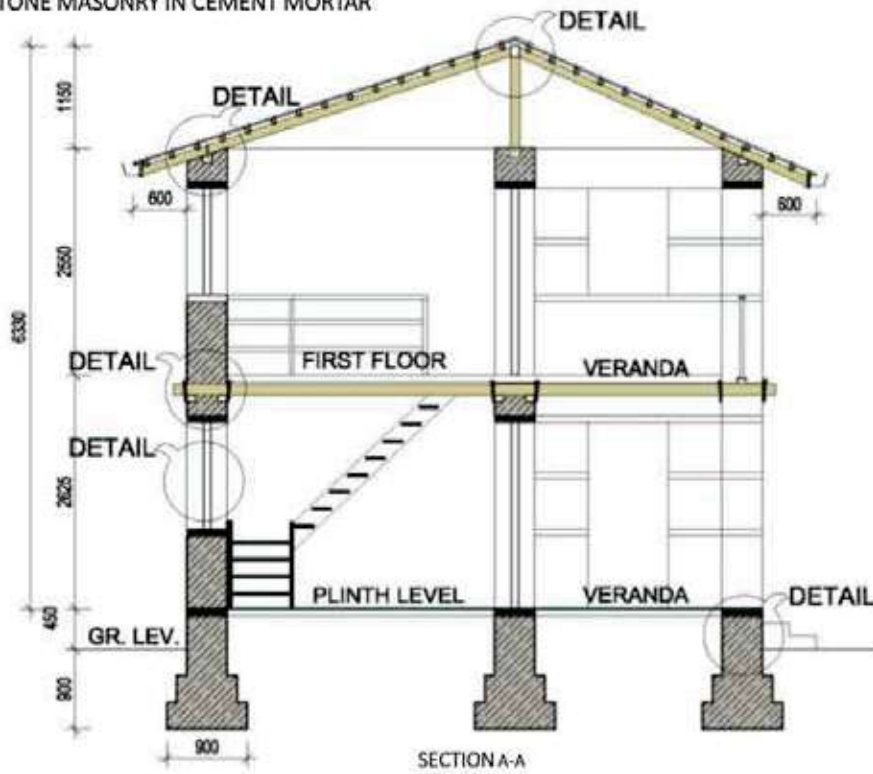 TONE MASONRY IN CEMENT MORTAR
DETAIL
DETAIL
1150
600
600
2550
6330
DETAIL
FIRST FLOOR
VERANDA
DETAIL
2625
PLINTH LEVEL
VERANDA
DETAIL
450
GR. LEV.
900
900
SECTION A-A